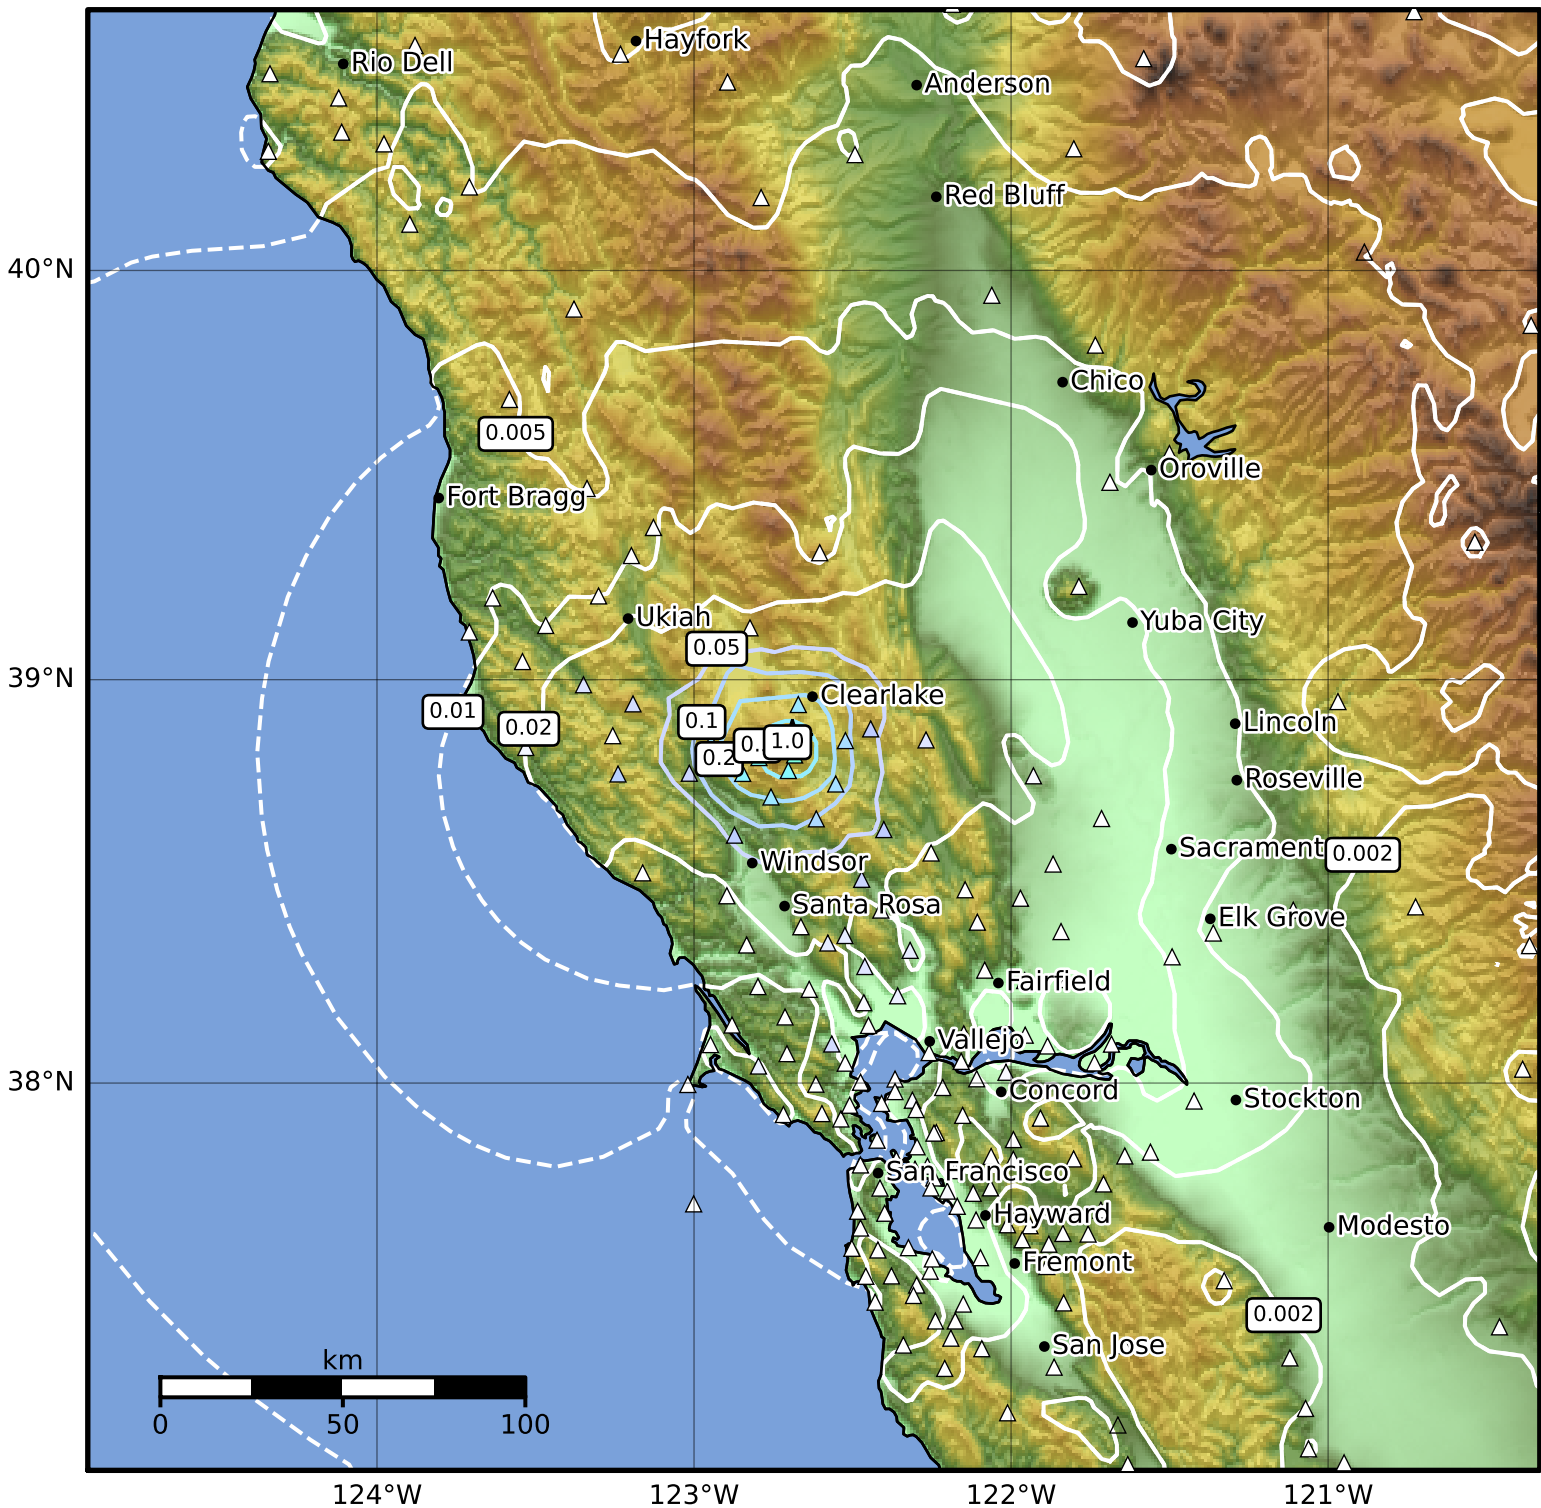 Hayfork
Rio Dell
Anderson
Red Bluff
40°N
Chico
0.005
Oroville
Fort Bragg
Ukiah
Yuba City
0.05
39°N
Clearlake
0.01
0.02
0.1
Lincoln
1.0
0.2
Roseville
Sacrament
0.002
Windsor
Santa Rosa
Elk Grove
Fairfield
Vallejo
38°N
Concord
Stockton
San Francisco
Hayward
Modesto
Fremont
0.002
San Jose
km
0 50 100
124°W 123°W 122°W 121°W